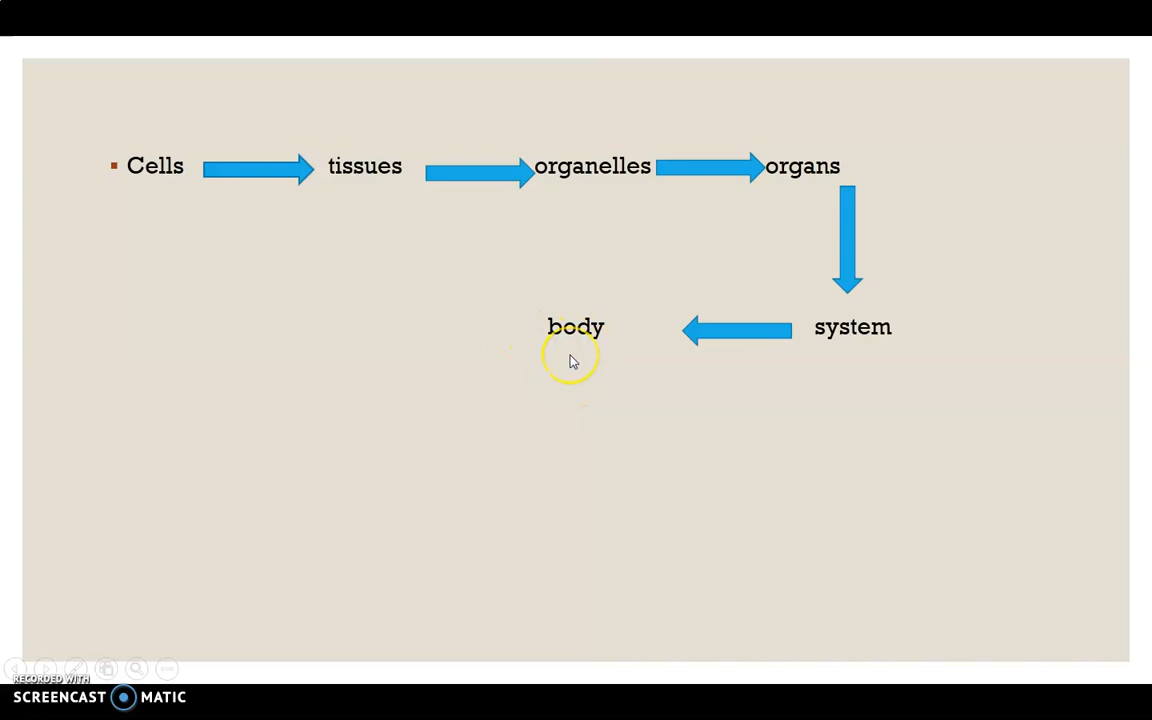 ▪ Cells tissues organelles organs
body system
RECORDED WITH
SCREENCAST MATIC